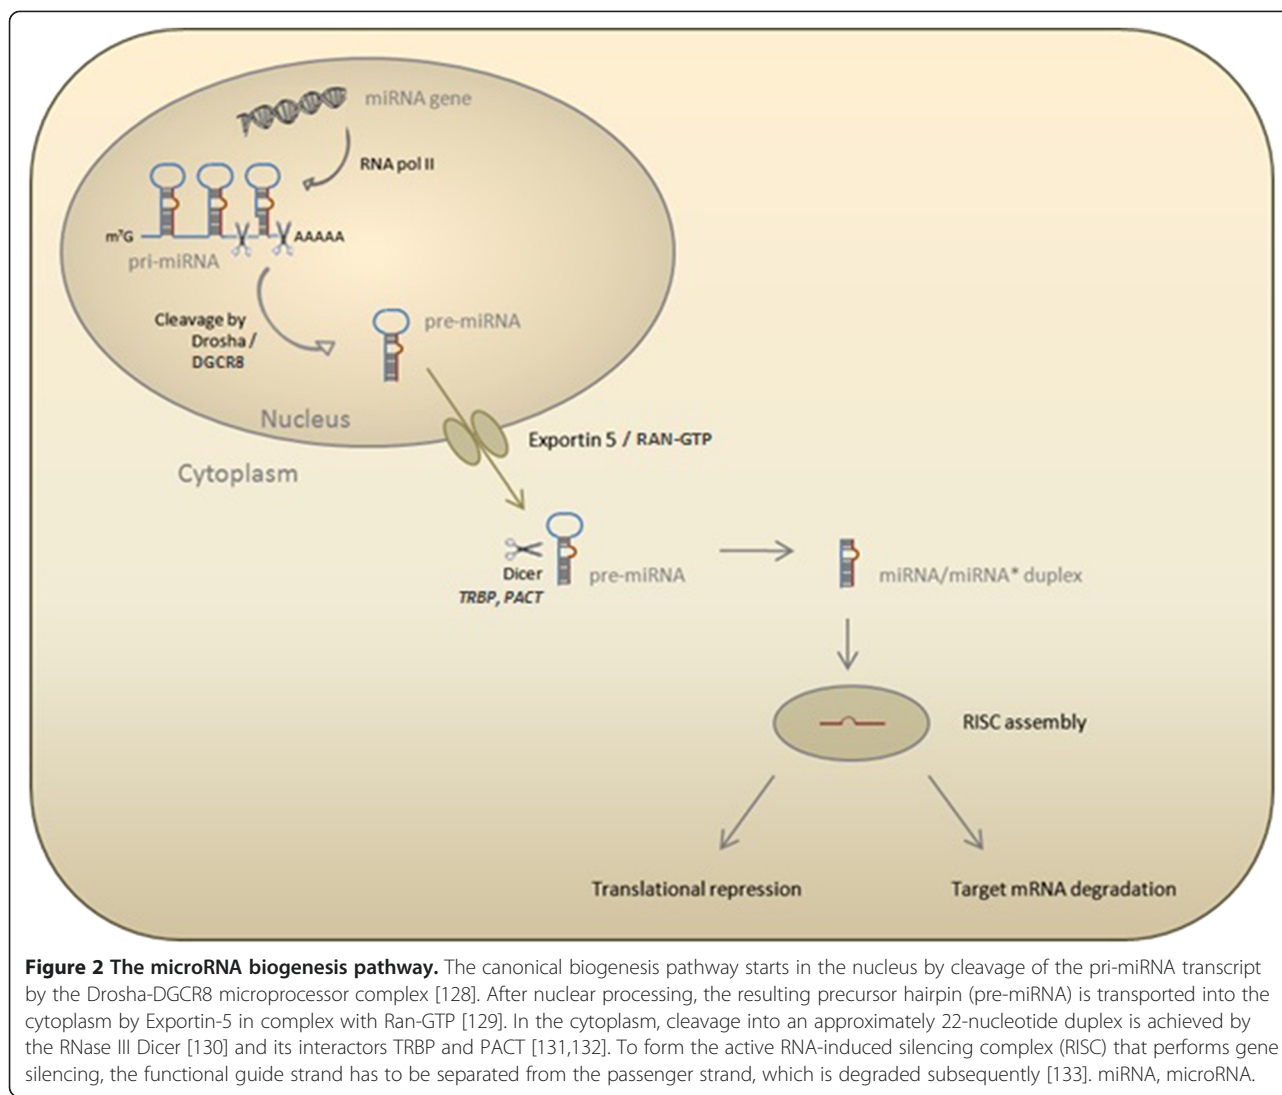 miRNA gene
RNA pol II
m⁷G
AAAAA
pri-miRNA
Cleavage by
Drosha /
DGCR8
pre-miRNA
Nucleus
Exportin 5 / RAN-GTP
Cytoplasm
Dicer
TRBP, PACT
pre-miRNA
miRNA/miRNA* duplex
RISC assembly
Translational repression
Target mRNA degradation
Figure 2 The microRNA biogenesis pathway. The canonical biogenesis pathway starts in the nucleus by cleavage of the pri-miRNA transcript
by the Drosha-DGCR8 microprocessor complex [128]. After nuclear processing, the resulting precursor hairpin (pre-miRNA) is transported into the
cytoplasm by Exportin-5 in complex with Ran-GTP [129]. In the cytoplasm, cleavage into an approximately 22-nucleotide duplex is achieved by
the RNase III Dicer [130] and its interactors TRBP and PACT [131,132]. To form the active RNA-induced silencing complex (RISC) that performs gene
silencing, the functional guide strand has to be separated from the passenger strand, which is degraded subsequently [133]. miRNA, microRNA.